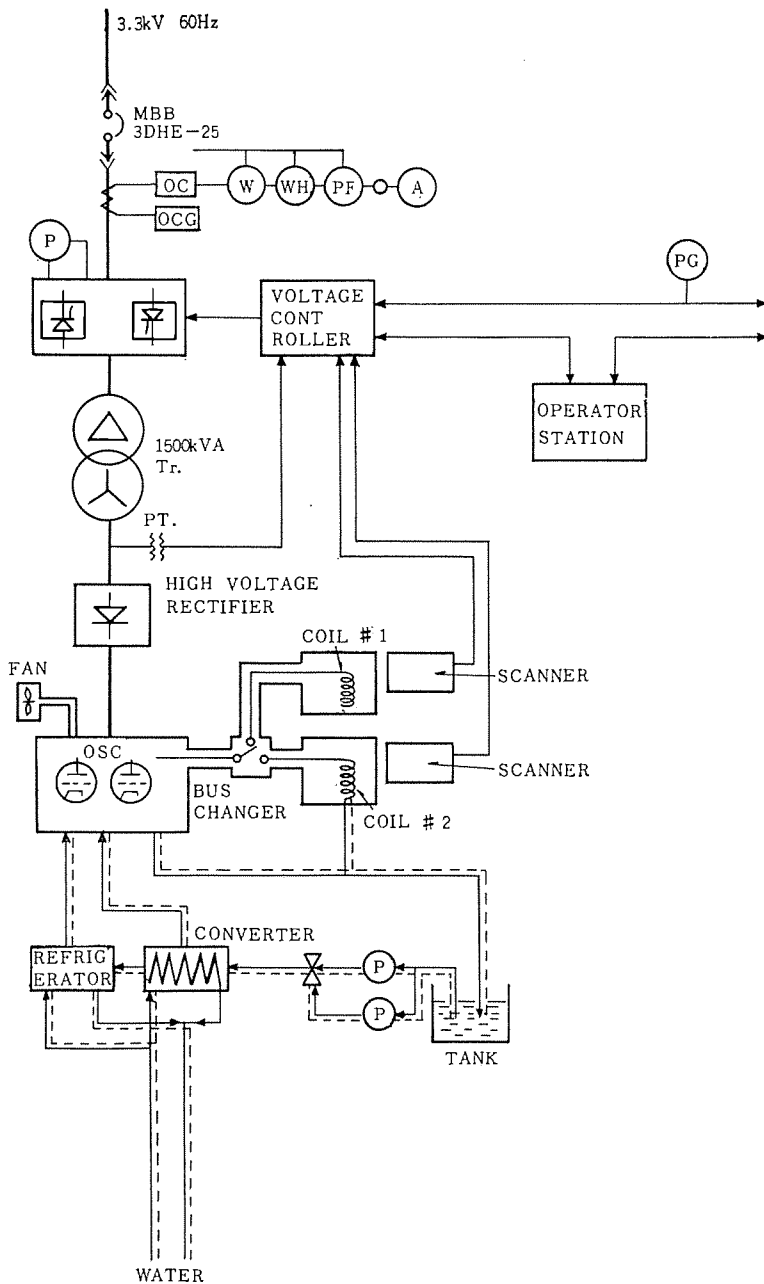 3.3kV 60Hz
MBB
3DHE-25
OC
W
WH
PF
A
OCG
P
PG
VOLTAGE
CONT
ROLLER
OPERATOR
STATION
1500kVA
Tr.
PT.
HIGH VOLTAGE
RECTIFIER
COIL #1
SCANNER
FAN
OSC
BUS
CHANGER
SCANNER
COIL #2
CONVERTER
REFRIG
ERATOR
P
P
TANK
WATER